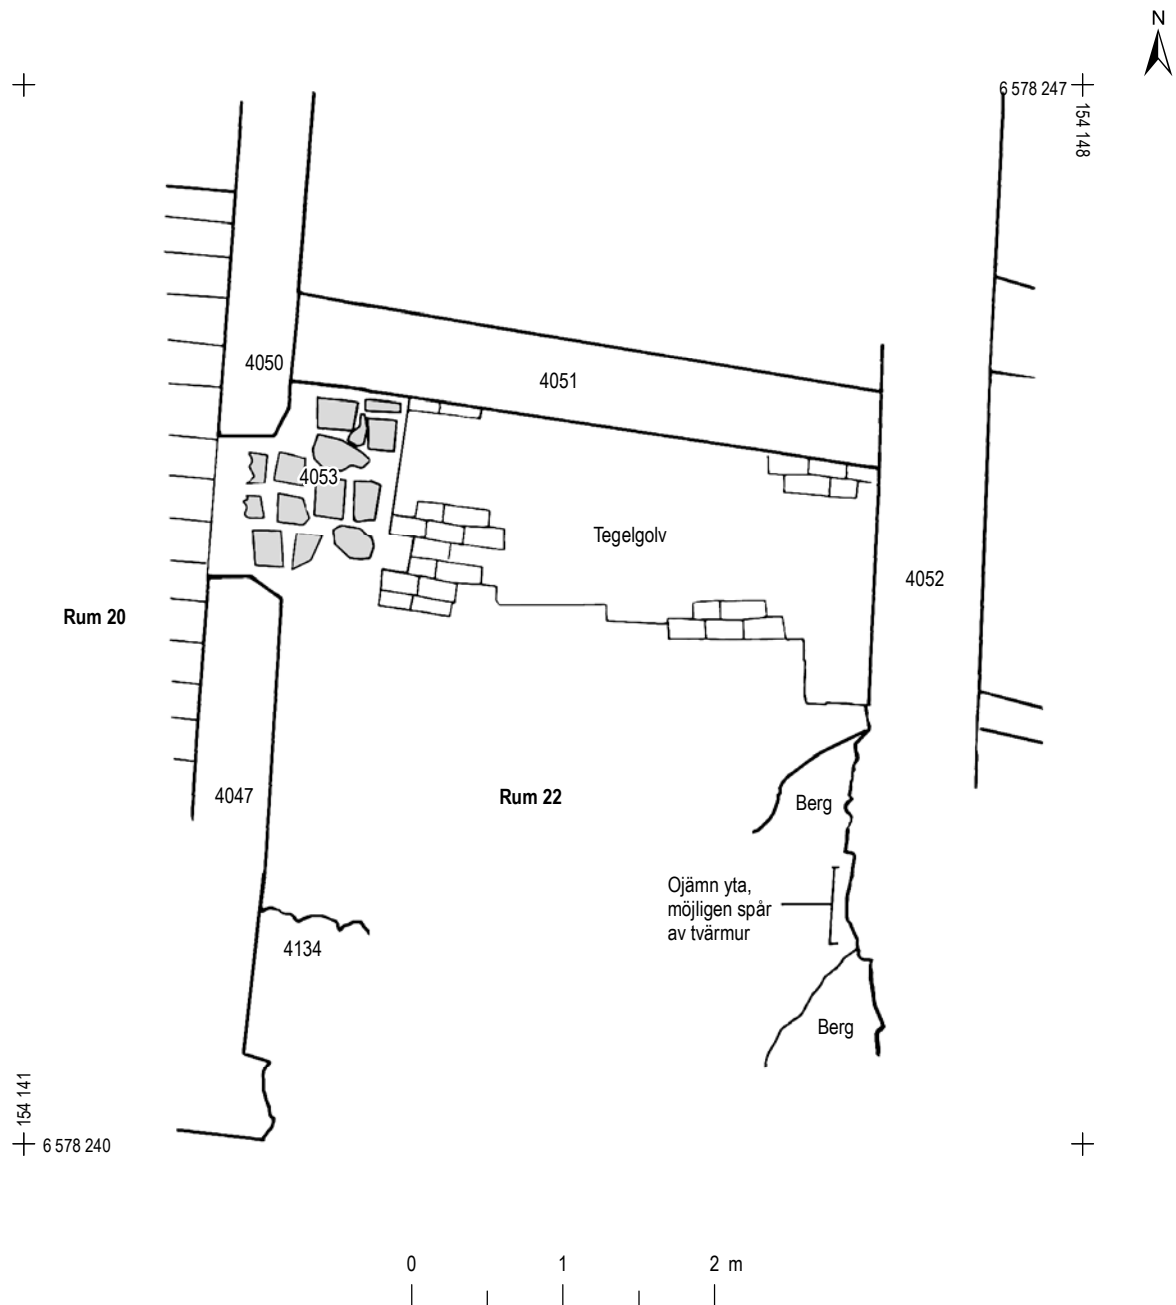 N
6 578 247
154 148
4050
4051
4053
Tegelgolv
4052
Rum 20
4047
Rum 22
Berg
Ojämn yta,
möjligen spår
av tvärmur
4134
Berg
154 141
6 578 240
0 1 2 m